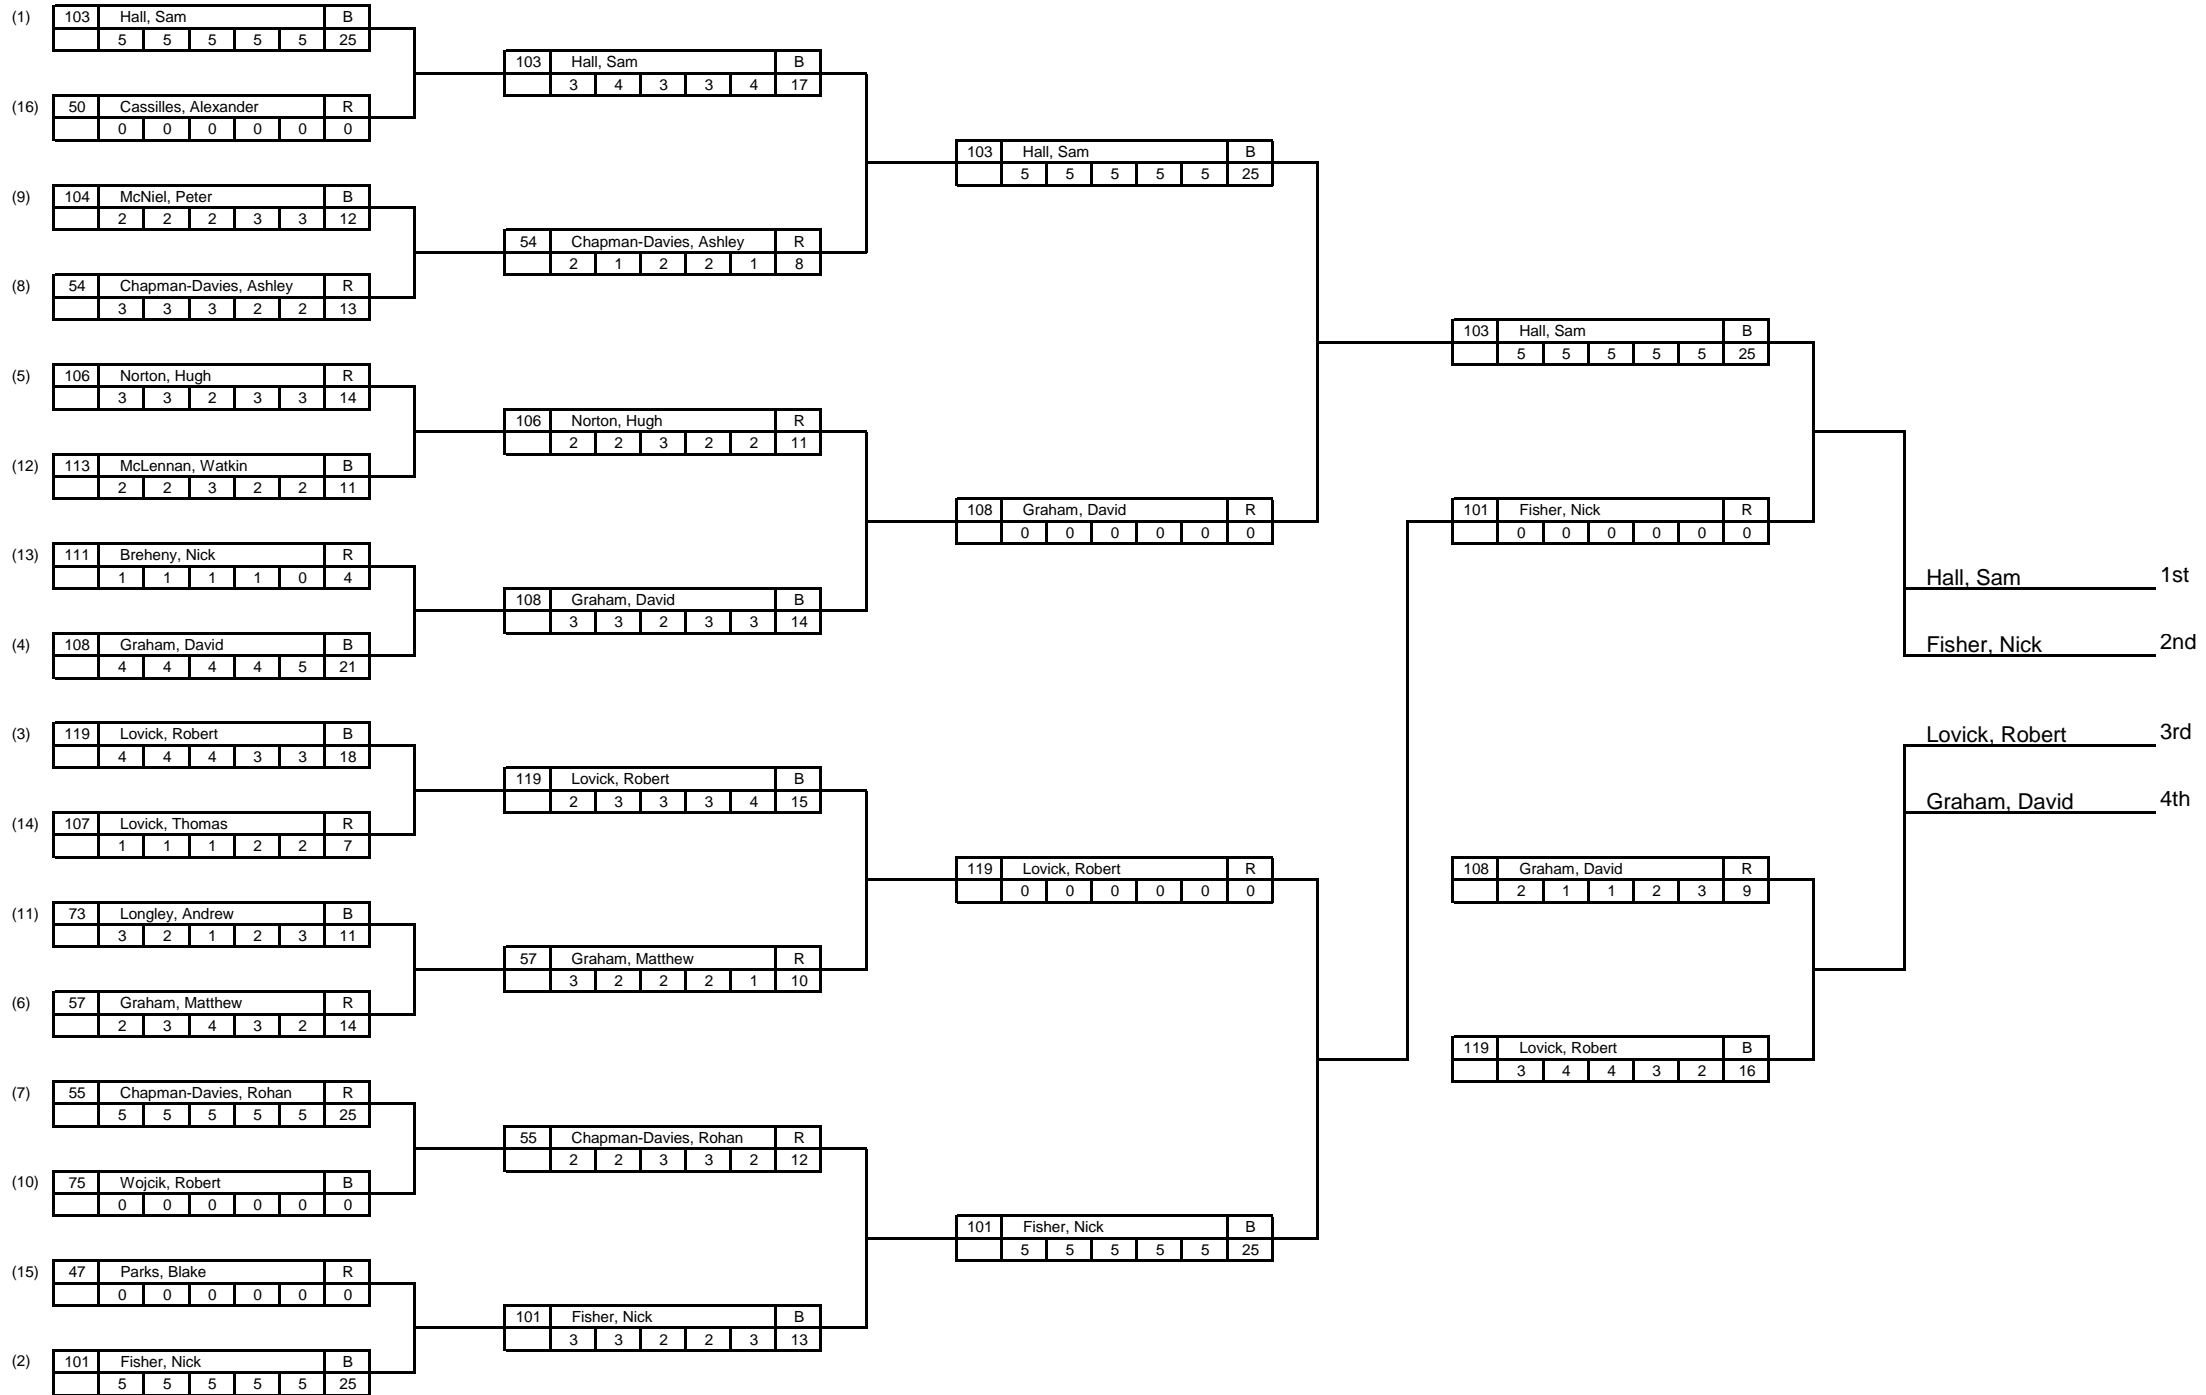 (1) 103 Hall, Sam B
5 5 5 5 5 25
(16) 50 Cassilles, Alexander R
0 0 0 0 0 0
(9) 104 McNiel, Peter B
2 2 2 3 3 12
(8) 54 Chapman-Davies, Ashley R
3 3 3 2 2 13
(5) 106 Norton, Hugh R
3 3 2 3 3 14
(12) 113 McLennan, Watkin B
2 2 3 2 2 11
(13) 111 Breheny, Nick R
1 1 1 1 0 4
(4) 108 Graham, David B
4 4 4 4 5 21
(3) 119 Lovick, Robert B
4 4 4 3 3 18
(14) 107 Lovick, Thomas R
1 1 1 2 2 7
(11) 73 Longley, Andrew B
3 2 1 2 3 11
(6) 57 Graham, Matthew R
2 3 4 3 2 14
(7) 55 Chapman-Davies, Rohan R
5 5 5 5 5 25
(10) 75 Wojcik, Robert B
0 0 0 0 0 0
(15) 47 Parks, Blake R
0 0 0 0 0 0
(2) 101 Fisher, Nick B
5 5 5 5 5 25
103 Hall, Sam B
3 4 3 3 4 17
54 Chapman-Davies, Ashley R
2 1 2 2 1 8
106 Norton, Hugh R
2 2 3 2 2 11
108 Graham, David B
3 3 2 3 3 14
119 Lovick, Robert B
2 3 3 3 4 15
57 Graham, Matthew R
3 2 2 2 1 10
55 Chapman-Davies, Rohan R
2 2 3 3 2 12
101 Fisher, Nick B
3 3 2 2 3 13
103 Hall, Sam B
5 5 5 5 5 25
108 Graham, David R
0 0 0 0 0 0
119 Lovick, Robert R
0 0 0 0 0 0
101 Fisher, Nick B
5 5 5 5 5 25
103 Hall, Sam B
5 5 5 5 5 25
101 Fisher, Nick R
0 0 0 0 0 0
108 Graham, David R
2 1 1 2 3 9
119 Lovick, Robert B
3 4 4 3 2 16
Hall, Sam 1st
Fisher, Nick 2nd
Lovick, Robert 3rd
Graham, David 4th